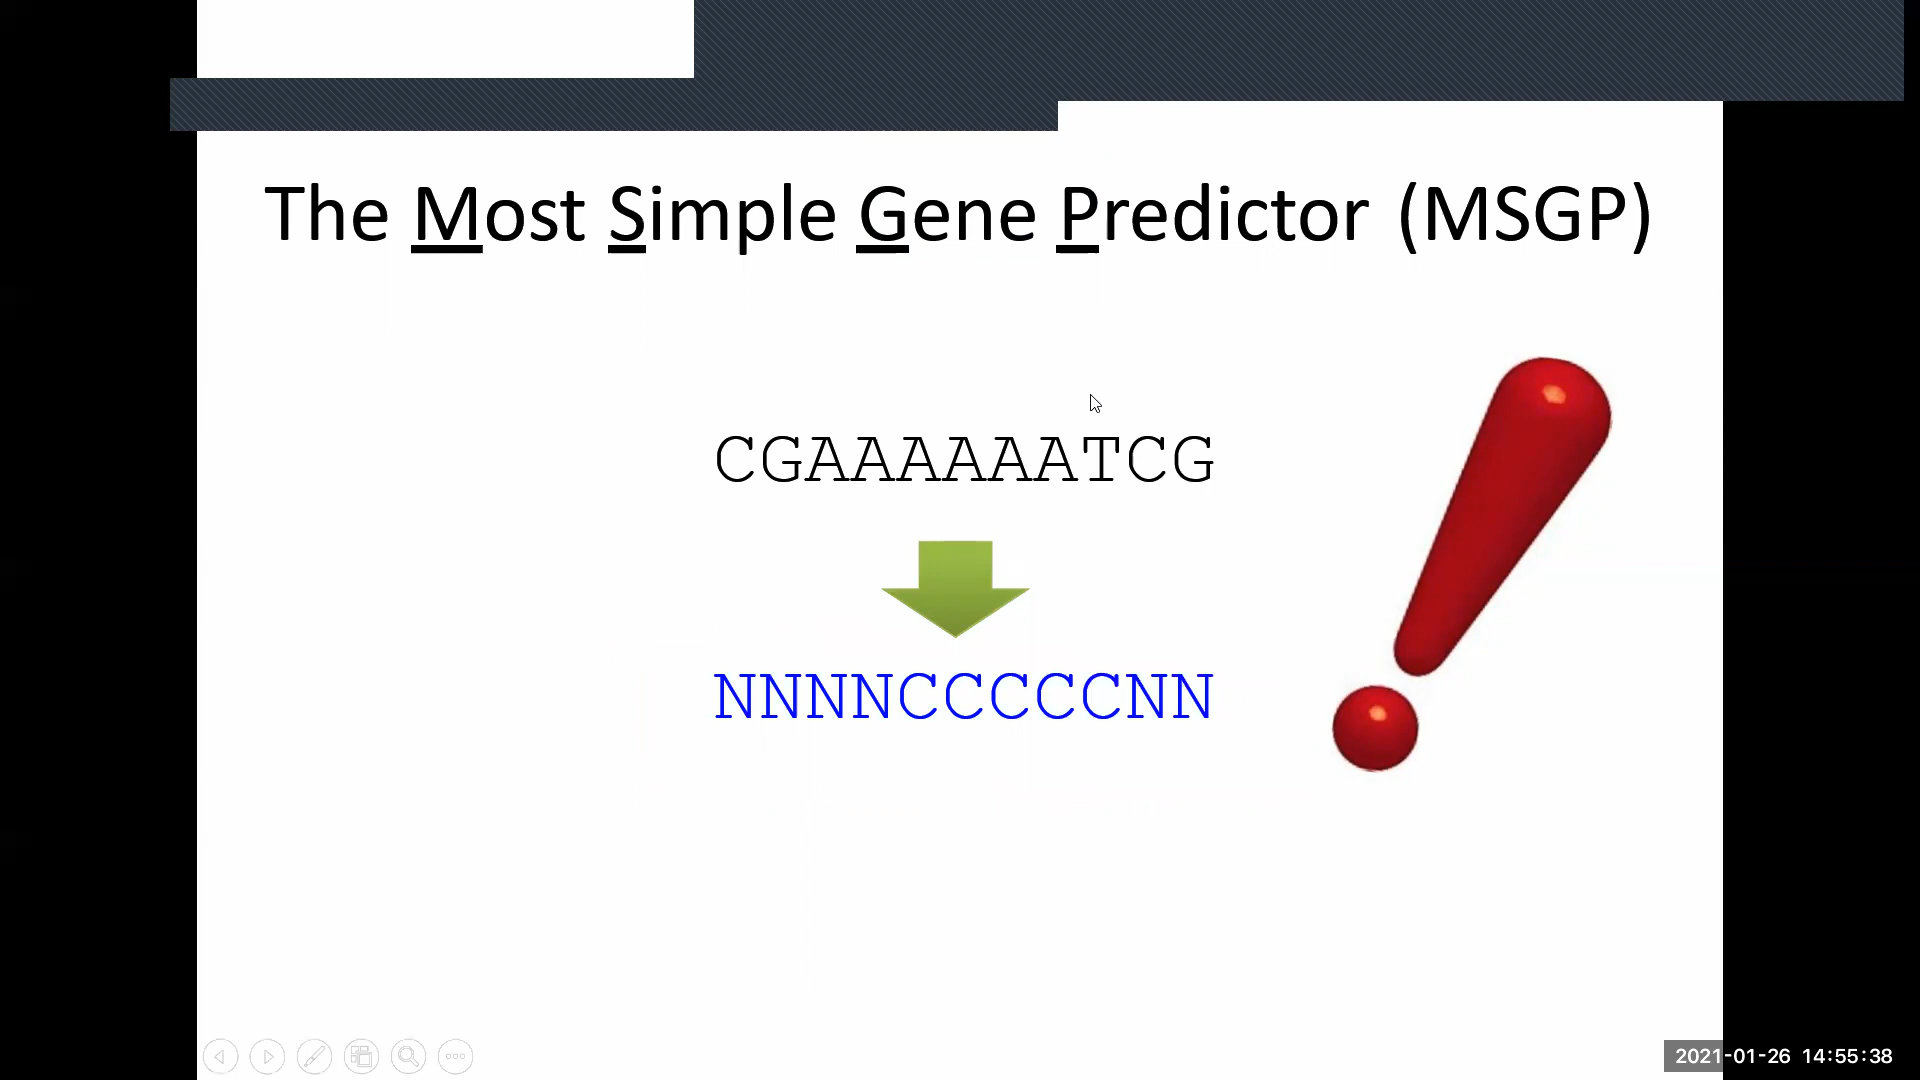 The Most Simple Gene Predictor (MSGP)
CGAAAAAATCG
NNNNCCCCCNN
2021-01-26 14:55:38